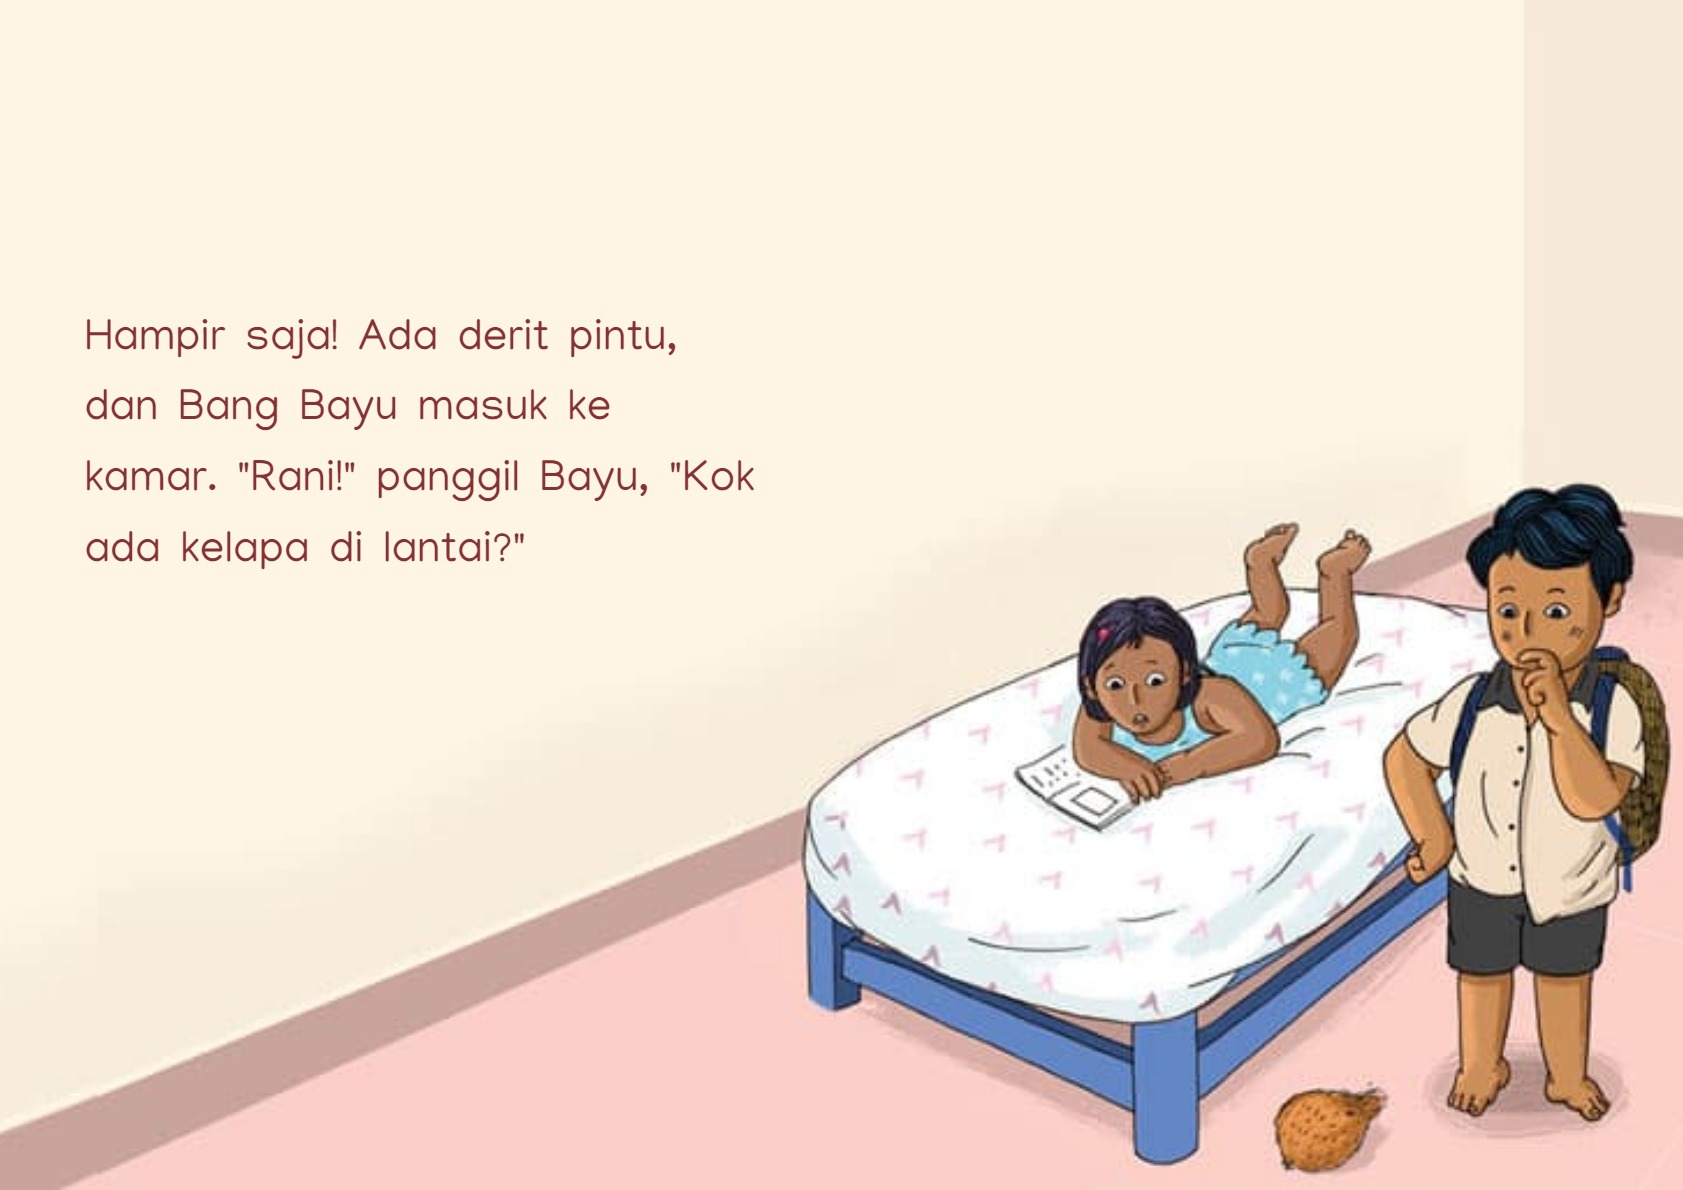 Hampir saja! Ada derit pintu,
dan Bang Bayu masuk ke
kamar. "Rani!" panggil Bayu, "Kok
ada kelapa di lantai?"